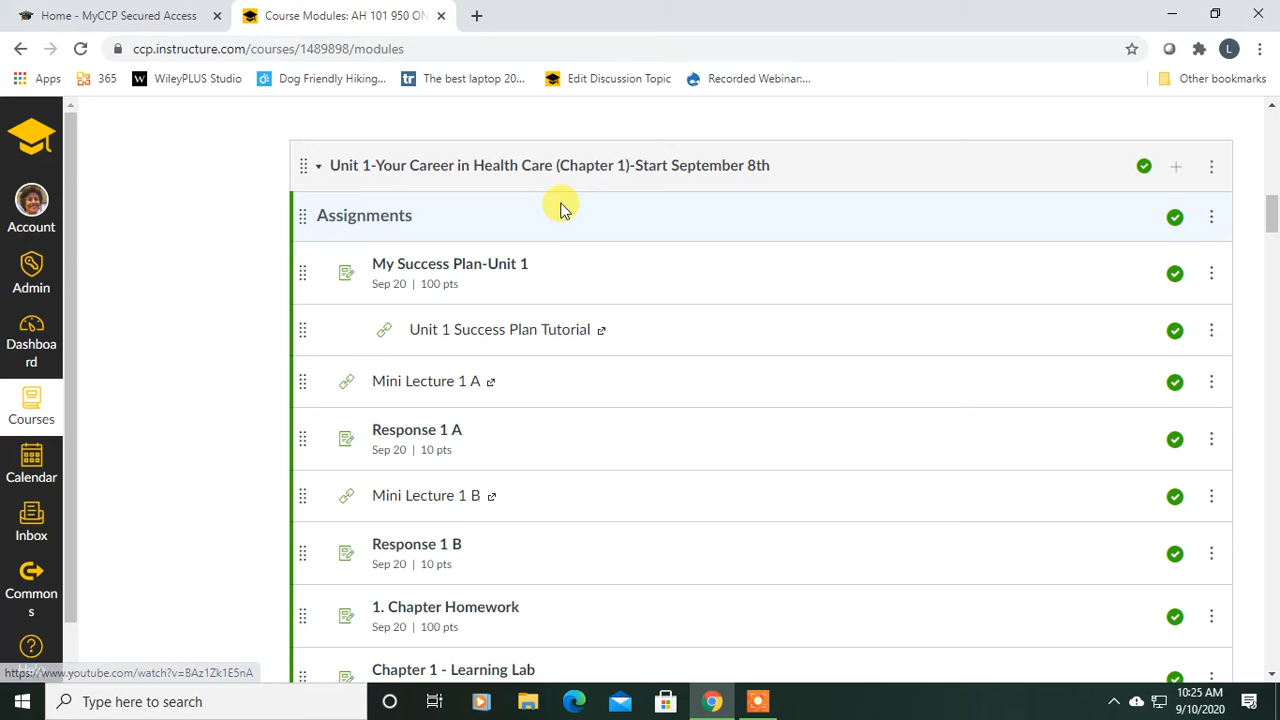 Home - MyCCP Secured Access
Course Modules: AH 101 950 ON
ccp.instructure.com/courses/1489898/modules
L
Apps
365
W WileyPLUS Studio
Dog Friendly Hiking...
tr The best laptop 20...
Edit Discussion Topic
Recorded Webinar:...
Other bookmarks
Account
Admin
Dashboa
rd
Courses
Calendar
Inbox
Common
s
Unit 1-Your Career in Health Care (Chapter 1)-Start September 8th
Assignments
My Success Plan-Unit 1
Sep 20 | 100 pts
Unit 1 Success Plan Tutorial
Mini Lecture 1 A
Response 1 A
Sep 20 | 10 pts
Mini Lecture 1 B
Response 1 B
Sep 20 | 10 pts
1. Chapter Homework
Sep 20 | 100 pts
Chapter 1 - Learning Lab
https://www.youtube.com/watch?v=BAz1Zk1E5nA
Type here to search
10:25 AM
9/10/2020